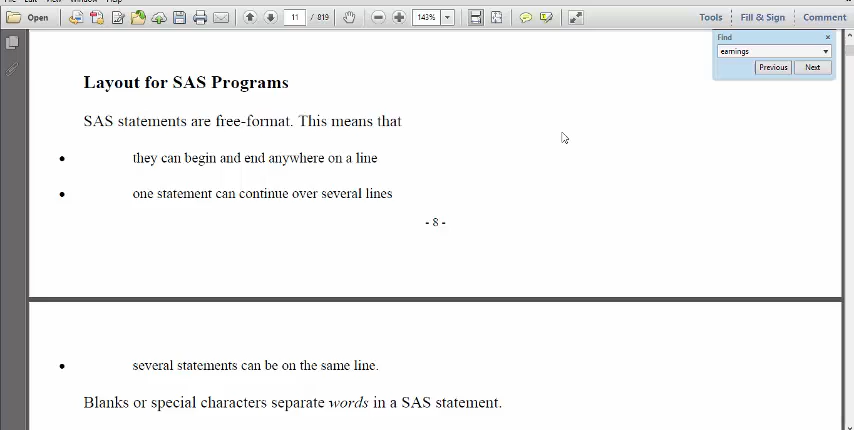 Open
11 / 819
143%
Tools
Fill & Sign
Comment
Find
earnings
Previous
Next
Layout for SAS Programs
SAS statements are free-format. This means that
• they can begin and end anywhere on a line
• one statement can continue over several lines
- 8 -
• several statements can be on the same line.
Blanks or special characters separate words in a SAS statement.